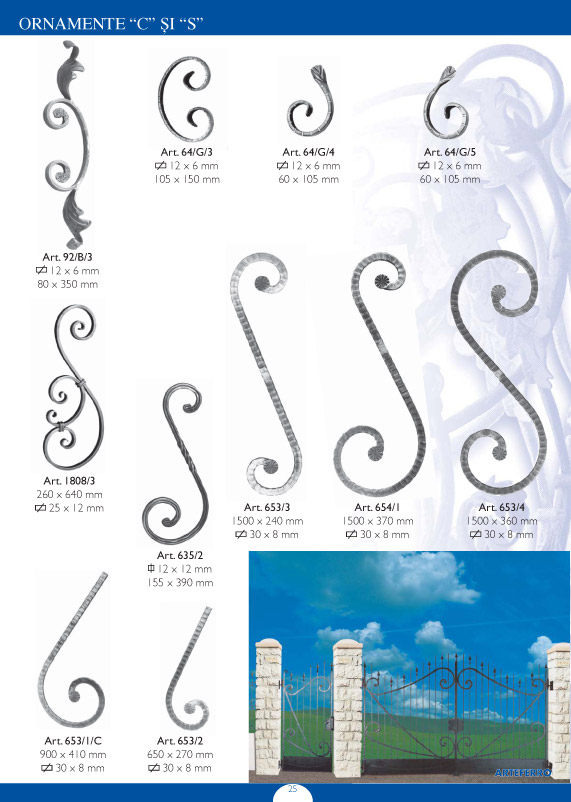 ORNAMENTE “C” ȘI “S”
Art. 64/G/3
12 x 6 mm
105 x 150 mm
Art. 64/G/4
12 x 6 mm
60 x 105 mm
Art. 64/G/5
12 x 6 mm
60 x 105 mm
Art. 92/B/3
12 x 6 mm
80 x 350 mm
Art. 1808/3
260 x 640 mm
25 x 12 mm
Art. 653/3
1500 x 240 mm
30 x 8 mm
Art. 654/1
1500 x 370 mm
30 x 8 mm
Art. 653/4
1500 x 360 mm
30 x 8 mm
Art. 635/2
12 x 12 mm
155 x 390 mm
Art. 653/1/C
900 x 410 mm
30 x 8 mm
Art. 653/2
650 x 270 mm
30 x 8 mm
ARTEFERRO
25